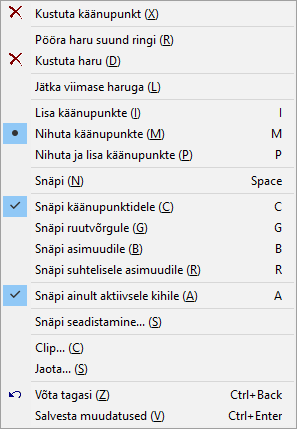 Kustuta käänupunkt (X)
Pööra haru suund ringi (R)
Kustuta haru (D)
Jätka viimase haruga (L)
Lisa käänupunkte (I) I
Nihuta käänupunkte (M) M
Nihuta ja lisa käänupunkte (P) P
Snäpi (N) Space
Snäpi käänupunktidele (C) C
Snäpi ruutvõrgule (G) G
Snäpi asimuudile (B) B
Snäpi suhtelisele asimuudile (R) R
Snäpi ainult aktiivsele kihile (A) A
Snäpi seadistamine... (S)
Clip... (C)
Jaota... (S)
Võta tagasi (Z) Ctrl+Back
Salvesta muudatused (V) Ctrl+Enter